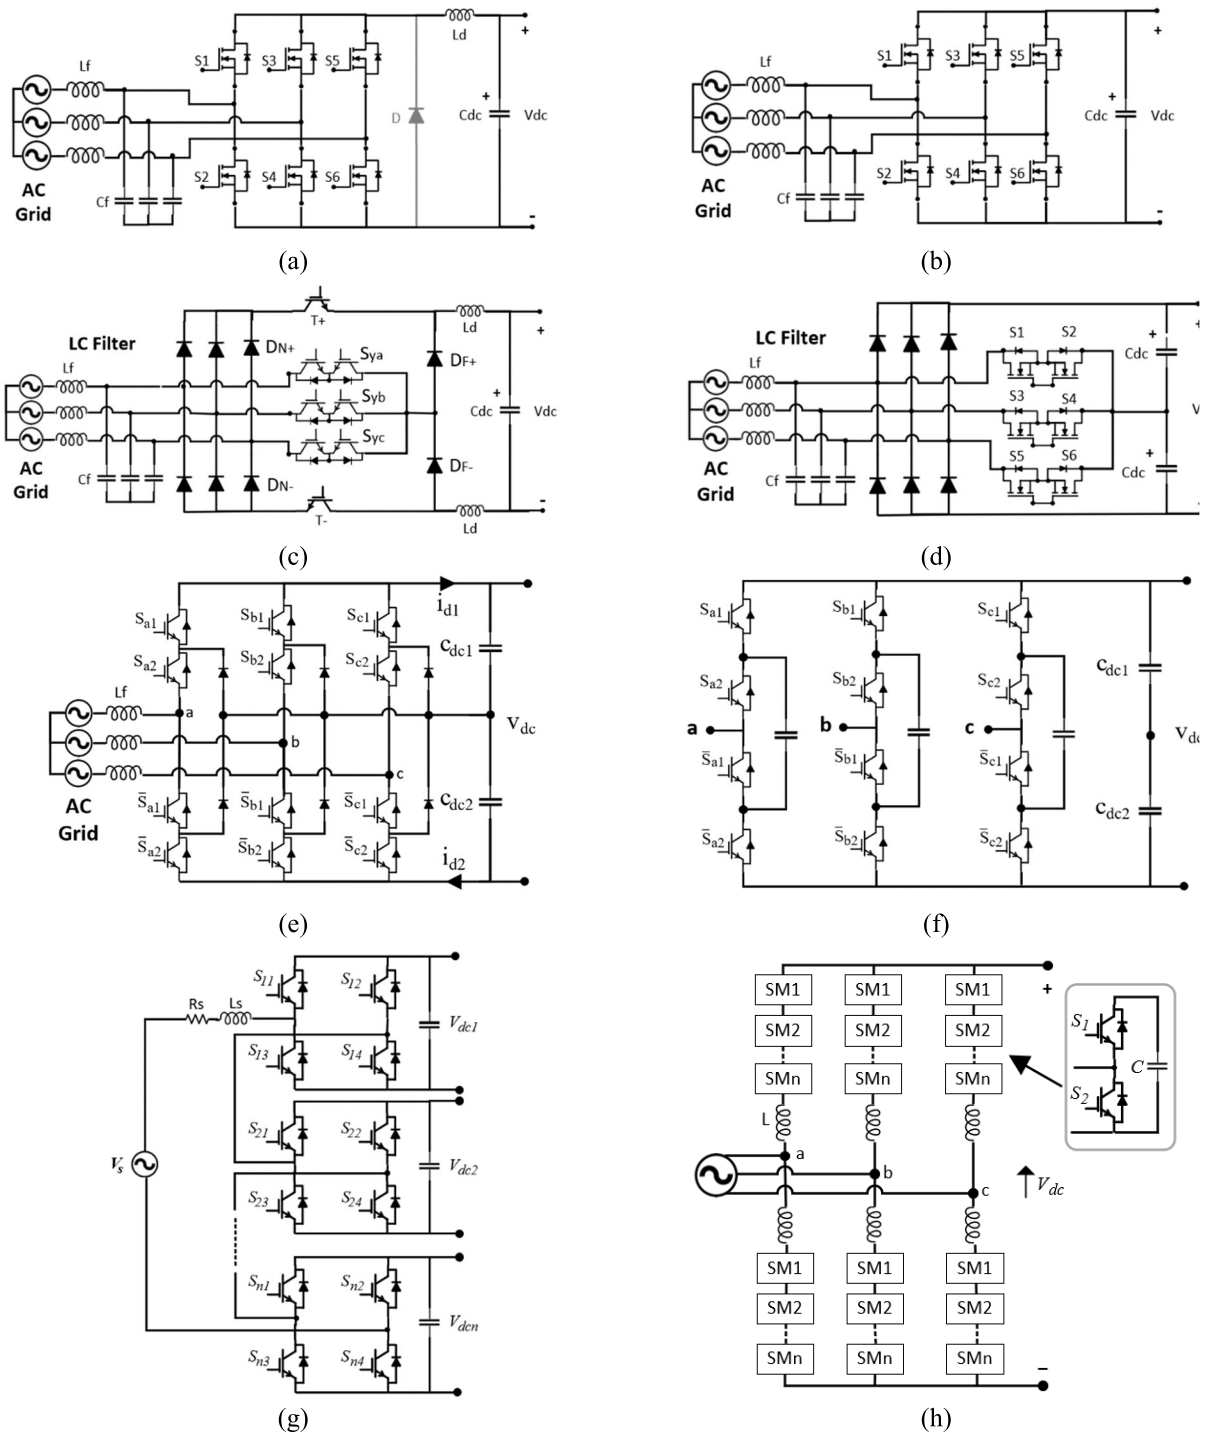 Lf
AC
Grid
Cf
S1
S3
S5
S2
S4
S6
D
Ld
+
Cdc
Vdc
+
-
(a)
Lf
AC
Grid
Cf
S1
S3
S5
S2
S4
S6
+
Cdc
Vdc
+
-
(b)
LC Filter
Lf
AC
Grid
Cf
DN+
DN-
T+
T-
Sya
Syb
Syc
DF+
DF-
Ld
Ld
+
Cdc
Vdc
+
-
(c)
LC Filter
Lf
AC
Grid
Cf
S1 S2
S3 S4
S5 S6
+
Cdc
+
Cdc
(d)
Lf
AC
Grid
Sa1
Sa2
S̅a1
S̅a2
Sb1
Sb2
S̅b1
S̅b2
Sc1
Sc2
S̅c1
S̅c2
a
b
c
id1
id2
Cdc1
Cdc2
Vdc
(e)
Sa1
Sa2
S̅a1
S̅a2
Sb1
Sb2
S̅b1
S̅b2
Sc1
Sc2
S̅c1
S̅c2
a
b
c
Cdc1
Cdc2
(f)
Rs
Ls
Vs
S11
S12
S13
S14
Vdc1
S21
S22
S23
S24
Vdc2
Sn1
Sn2
Sn3
Sn4
Vdcn
(g)
SM1 SM1 SM1
SM2 SM2 SM2
SMn SMn SMn
L
a
b
c
SM1 SM1 SM1
SM2 SM2 SM2
SMn SMn SMn
+
−
S1
S2
C
Vdc
(h)